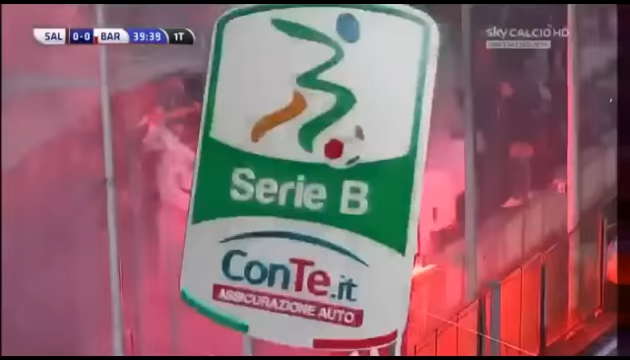 SAL 0-0 BAR 39:39 1T
sky CALCIO HD
Serie B
ConTe.it
ASSICURAZIONE AUTO